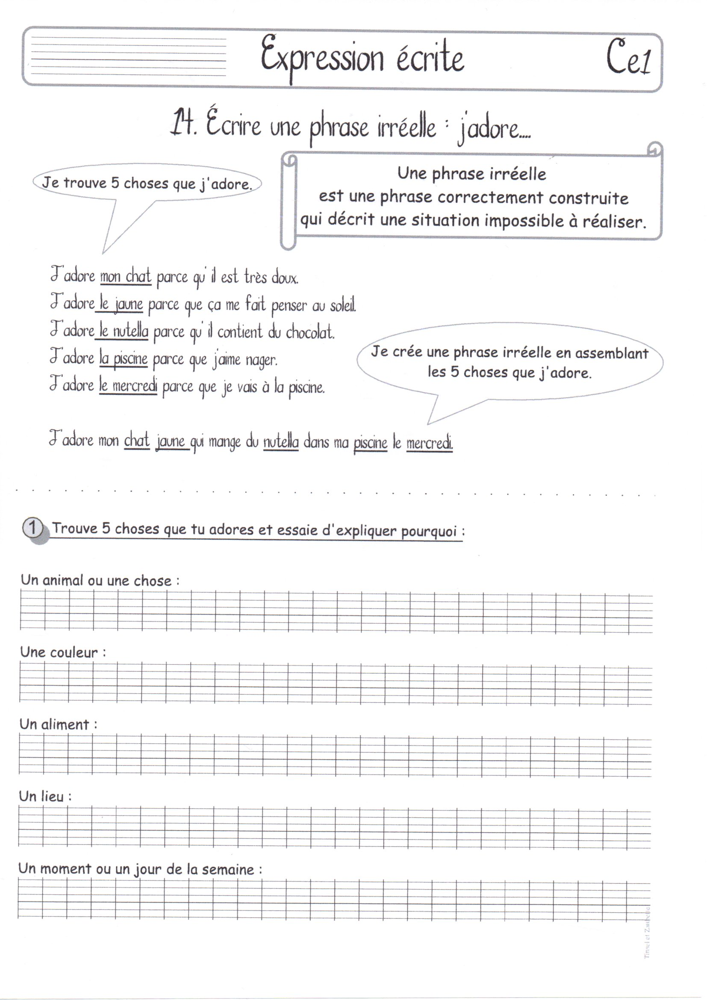 Expression écrite
Ce1
14. Écrire une phrase irréelle : j'adore....
Je trouve 5 choses que j'adore.
Une phrase irréelle
est une phrase correctement construite
qui décrit une situation impossible à réaliser.
J'adore mon chat parce qu'il est très doux.
J'adore le jaune parce que ça me fait penser au soleil.
J'adore le nutella parce qu'il contient du chocolat.
J'adore la piscine parce que j'aime nager.
J'adore le mercredi parce que je vais à la piscine.
Je crée une phrase irréelle en assemblant
les 5 choses que j'adore.
J'adore mon chat jaune qui mange du nutella dans ma piscine le mercredi.
1 Trouve 5 choses que tu adores et essaie d'expliquer pourquoi :
Un animal ou une chose :
Une couleur :
Un aliment :
Un lieu :
Un moment ou un jour de la semaine :
Tinsel et Zaubette